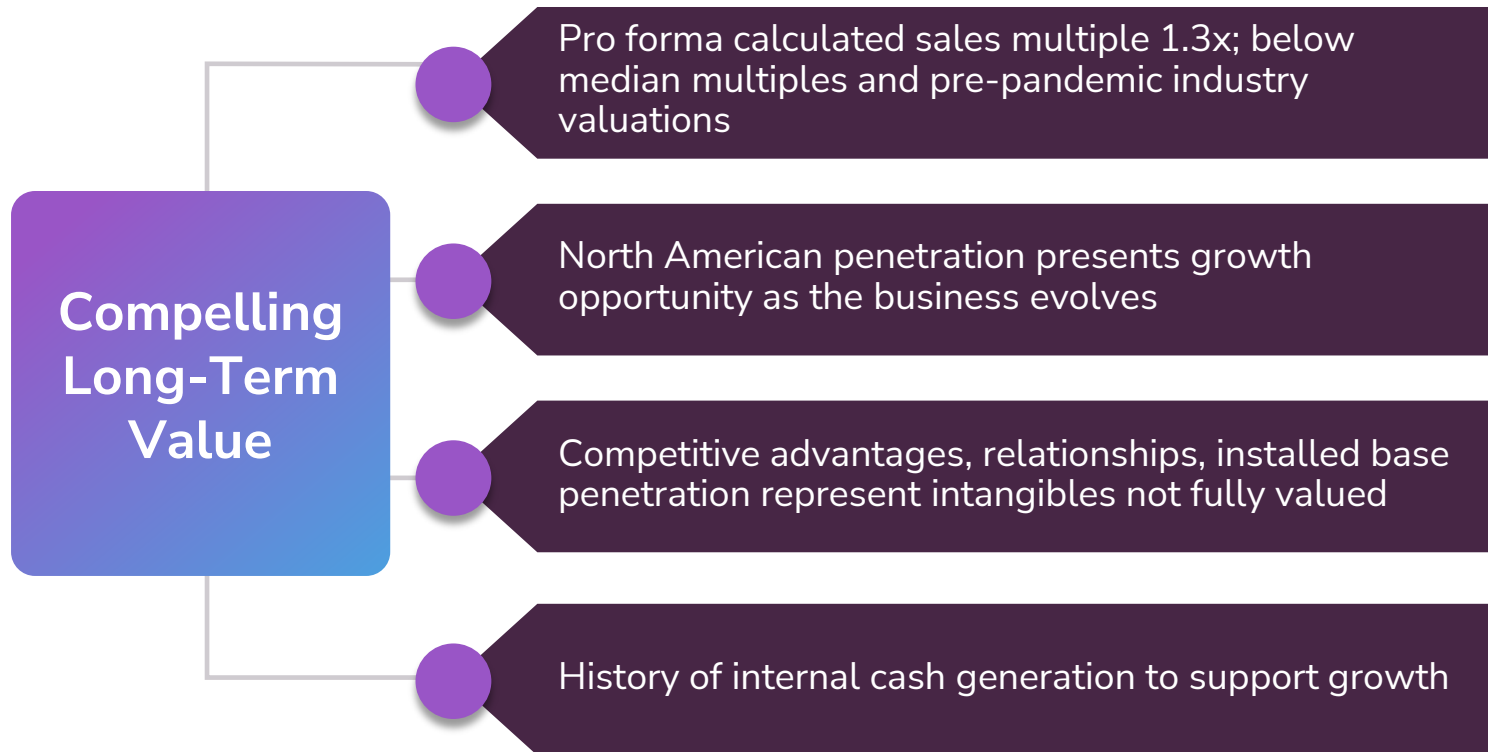 Compelling
Long-Term
Value
Pro forma calculated sales multiple 1.3x; below
median multiples and pre-pandemic industry
valuations
North American penetration presents growth
opportunity as the business evolves
Competitive advantages, relationships, installed base
penetration represent intangibles not fully valued
History of internal cash generation to support growth